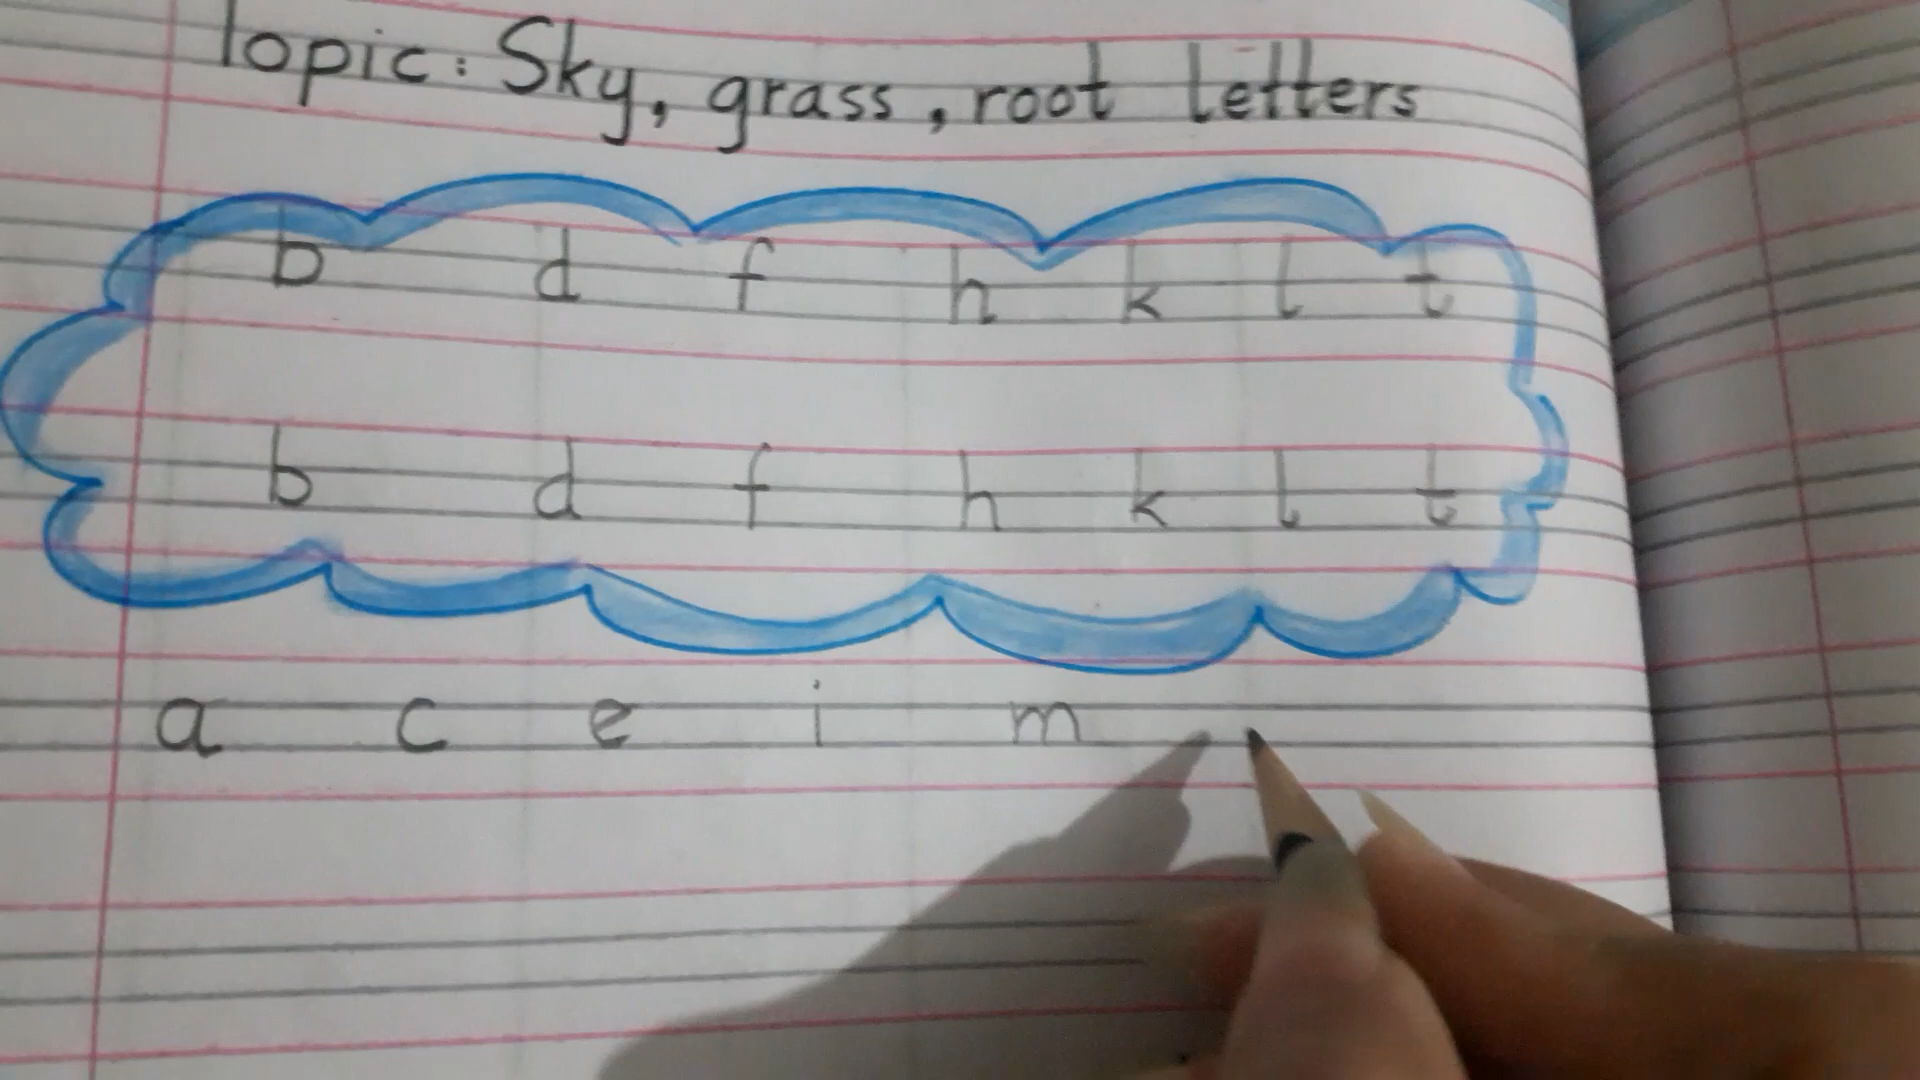 Topic: Sky, grass, root letters
b d f h k l t
b d f h k l t
a c e i m